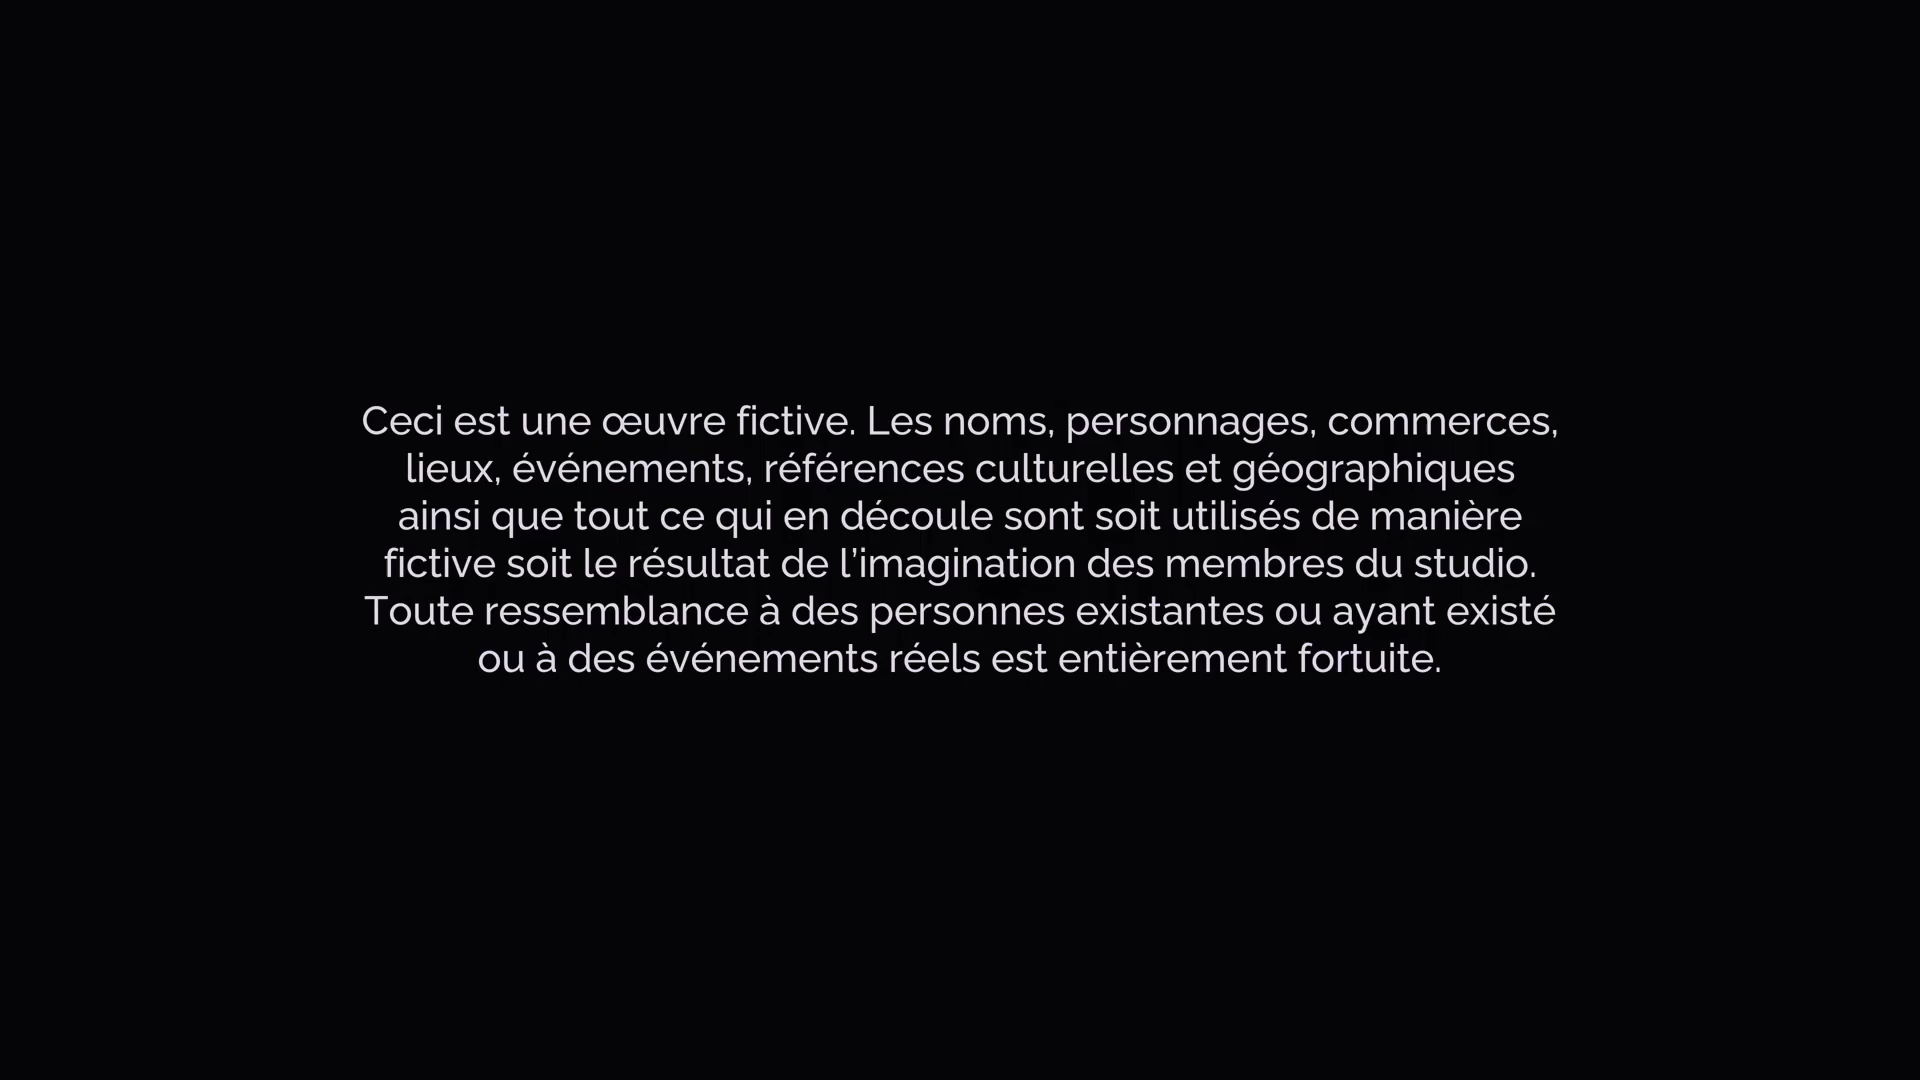 Ceci est une œuvre fictive. Les noms, personnages, commerces,
lieux, événements, références culturelles et géographiques
ainsi que tout ce qui en découle sont soit utilisés de manière
fictive soit le résultat de l’imagination des membres du studio.
Toute ressemblance à des personnes existantes ou ayant existé
ou à des événements réels est entièrement fortuite.